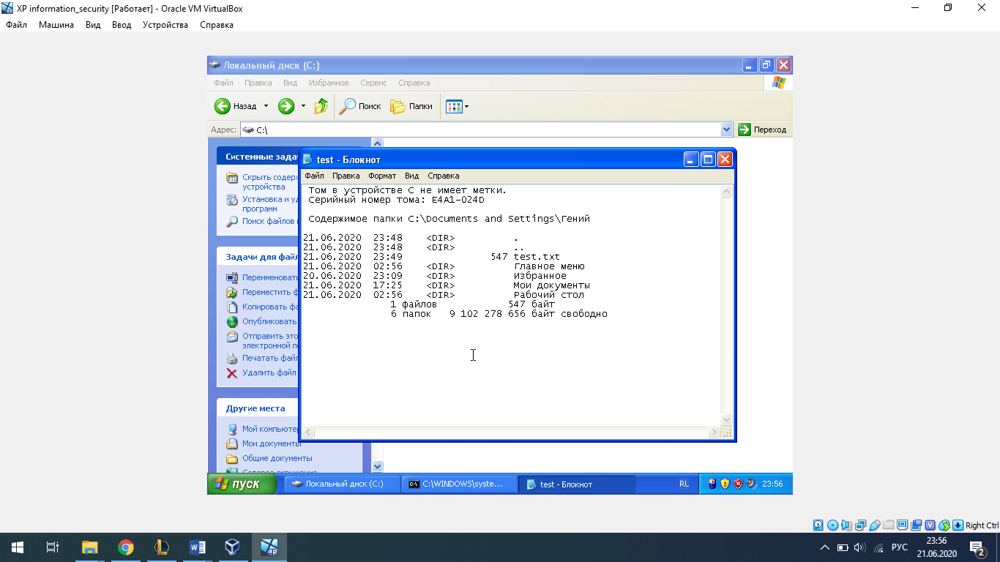 XP information_security [Работает] - Oracle VM VirtualBox
Файл Машина Вид Ввод Устройства Справка
Локальный диск (C:)
Файл Правка Вид Избранное Сервис Справка
Назад Поиск Папки
Адрес: C:\ Переход
Системные
Скрыть
устройства
Установка и
программ
Поиск файлов
Задачи для
Переименовать
Переместить
Копировать
Опубликовать
Отправить
электронной
Печатать
Удалить файл
Другие места
Мой
Мои документы
Общие документы
Сетевое окружение
test - Блокнот
Файл Правка Формат Вид Справка
Том в устройстве C не имеет метки.
Серийный номер тома: E4A1-024D
Содержимое папки C:\Documents and Settings\Гений
21.06.2020 23:48 <DIR> .
21.06.2020 23:48 <DIR> ..
21.06.2020 23:49 547 test.txt
21.06.2020 02:56 <DIR> Главное меню
20.06.2020 23:09 <DIR> Избранное
21.06.2020 17:25 <DIR> Мои документы
21.06.2020 02:56 <DIR> Рабочий стол
1 файлов 547 байт
6 папок 9 102 278 656 байт свободно
пуск Локальный диск (C:) C:\WINDOWS\syste... test - Блокнот RL 23:56
Right Ctrl
РУС 23:56
21.06.2020
2